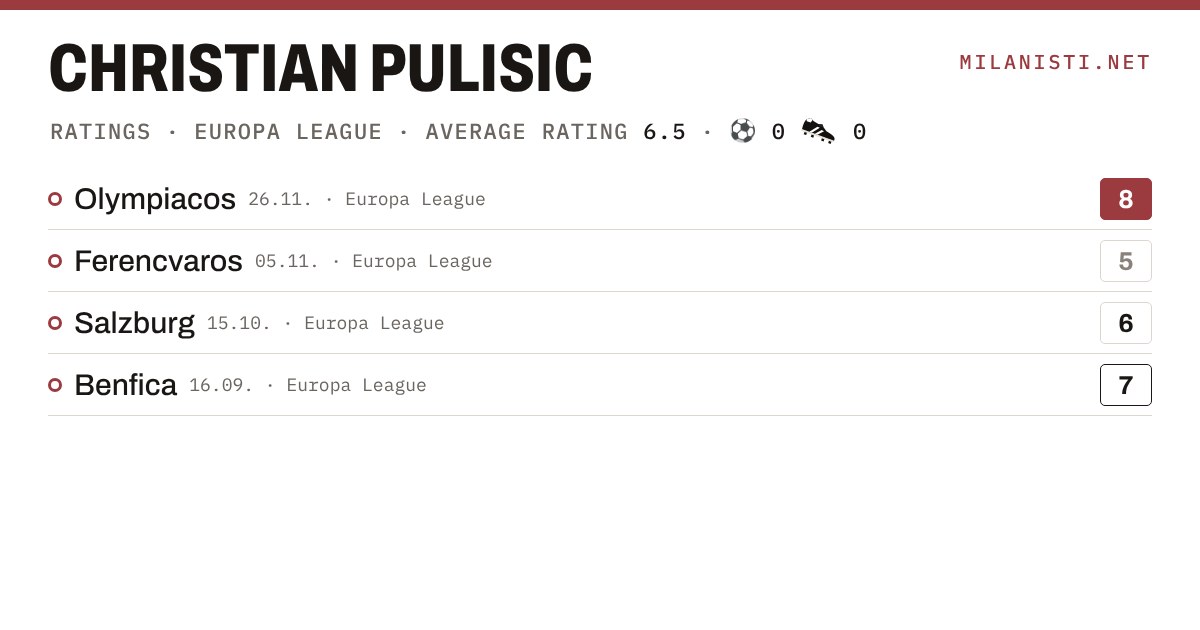 CHRISTIAN PULISIC
MILANISTI.NET
RATINGS · EUROPA LEAGUE · AVERAGE RATING 6.5 · ⚽ 0 👟 0
Olympiacos 26.11. · Europa League 8
Ferencvaros 05.11. · Europa League 5
Salzburg 15.10. · Europa League 6
Benfica 16.09. · Europa League 7